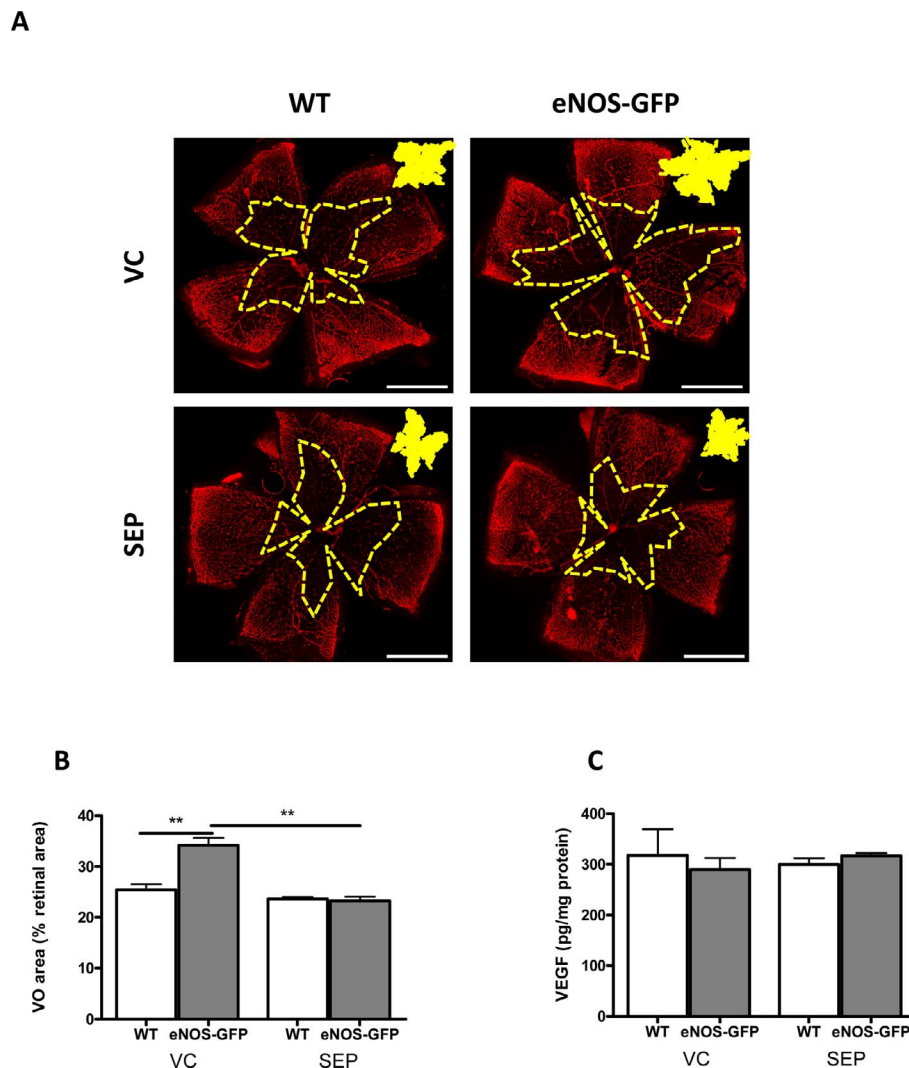 A
WT
eNOS-GFP
VC
SEP
B
VO area (% retinal area)
40
30
20
10
0
**
**
WT
eNOS-GFP
WT
eNOS-GFP
VC
SEP
C
VEGF (pg/mg protein)
400
300
200
100
0
WT
eNOS-GFP
WT
eNOS-GFP
VC
SEP